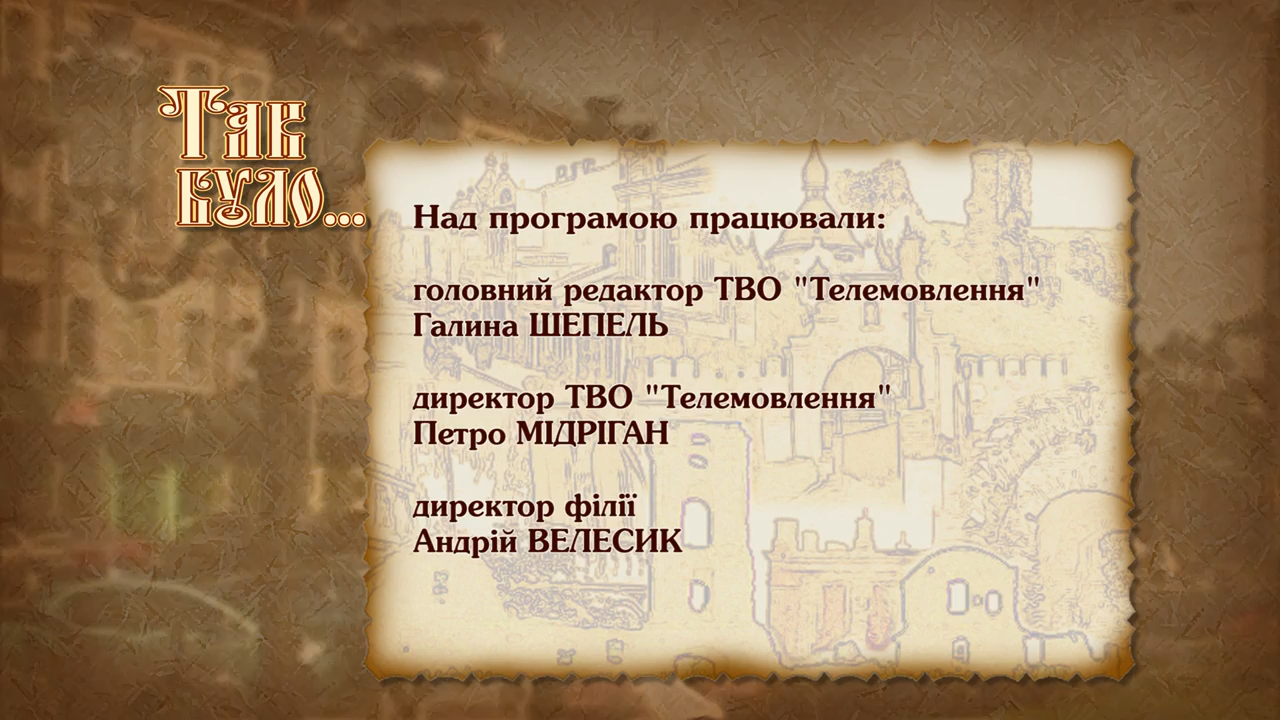 Так
було...
Над програмою працювали:
головний редактор ТВО "Телемовлення"
Галина ШЕПЕЛЬ
директор ТВО "Телемовлення"
Петро МІДРІГАН
директор філії
Андрій ВЕЛЕСИК